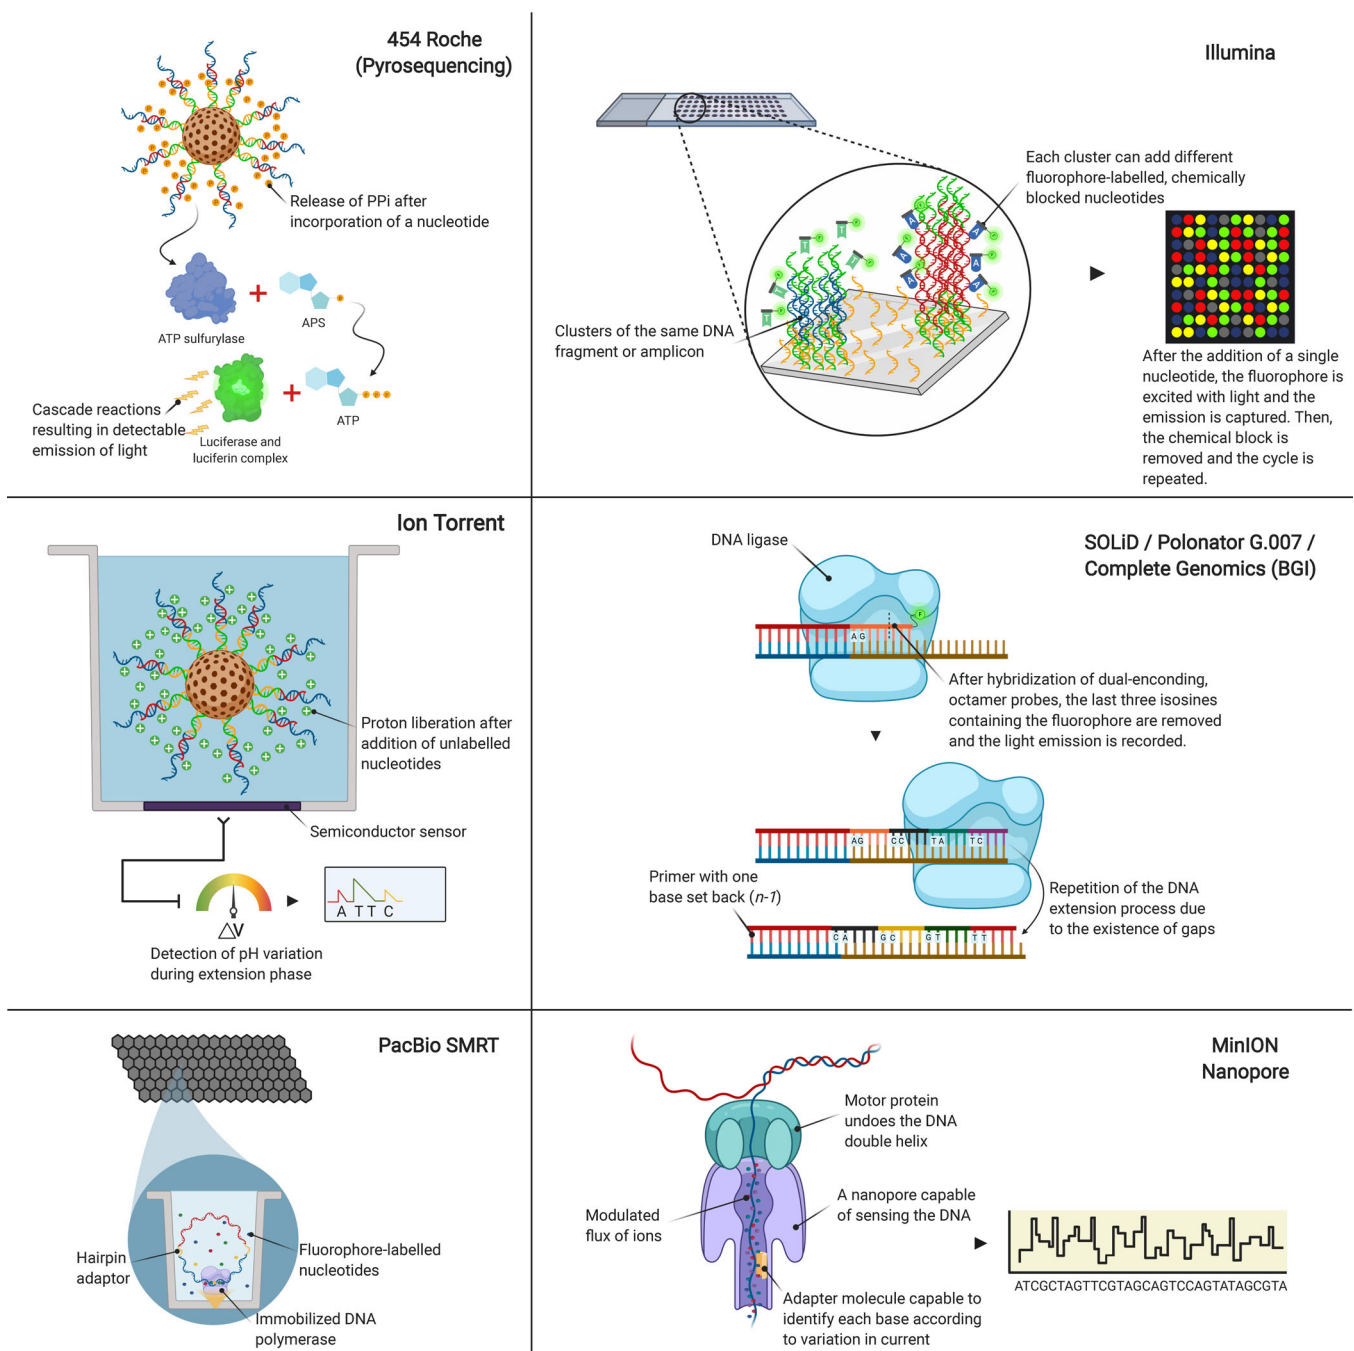 454 Roche
(Pyrosequencing)
Release of PPi after
incorporation of a nucleotide
ATP sulfurylase
APS
Cascade reactions
resulting in detectable
emission of light
Luciferase and
luciferin complex
ATP
Illumina
Each cluster can add different
fluorophore-labelled, chemically
blocked nucleotides
Clusters of the same DNA
fragment or amplicon
After the addition of a single
nucleotide, the fluorophore is
excited with light and the
emission is captured. Then,
the chemical block is
removed and the cycle is
repeated.
Ion Torrent
Proton liberation after
addition of unlabelled
nucleotides
Semiconductor sensor
A TT C
△V
Detection of pH variation
during extension phase
SOLiD / Polonator G.007 /
Complete Genomics (BGI)
DNA ligase
F
AG
After hybridization of dual-enconding,
octamer probes, the last three isosines
containing the fluorophore are removed
and the light emission is recorded.
AG CC TA TC
Primer with one
base set back (n-1)
Repetition of the DNA
extension process due
to the existence of gaps
CA GC GT TT
PacBio SMRT
Hairpin
adaptor
Fluorophore-labelled
nucleotides
Immobilized DNA
polymerase
MinION
Nanopore
Motor protein
undoes the DNA
double helix
Modulated
flux of ions
A nanopore capable
of sensing the DNA
Adapter molecule capable to
identify each base according
to variation in current
ATCGCTAGTTCGTAGCAGTCCAGTATAGCGTA